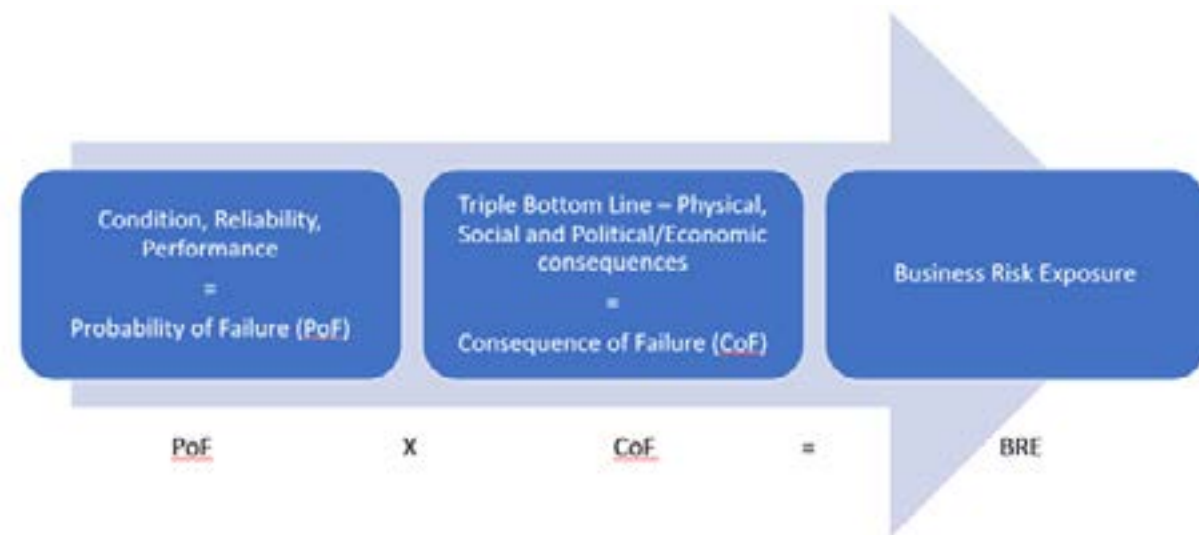 Condition, Reliability,
Performance
=
Probability of Failure (PoF)
Triple Bottom Line – Physical,
Social and Political/Economic
consequences
=
Consequence of Failure (CoF)
Business Risk Exposure
PoF X CoF = BRE